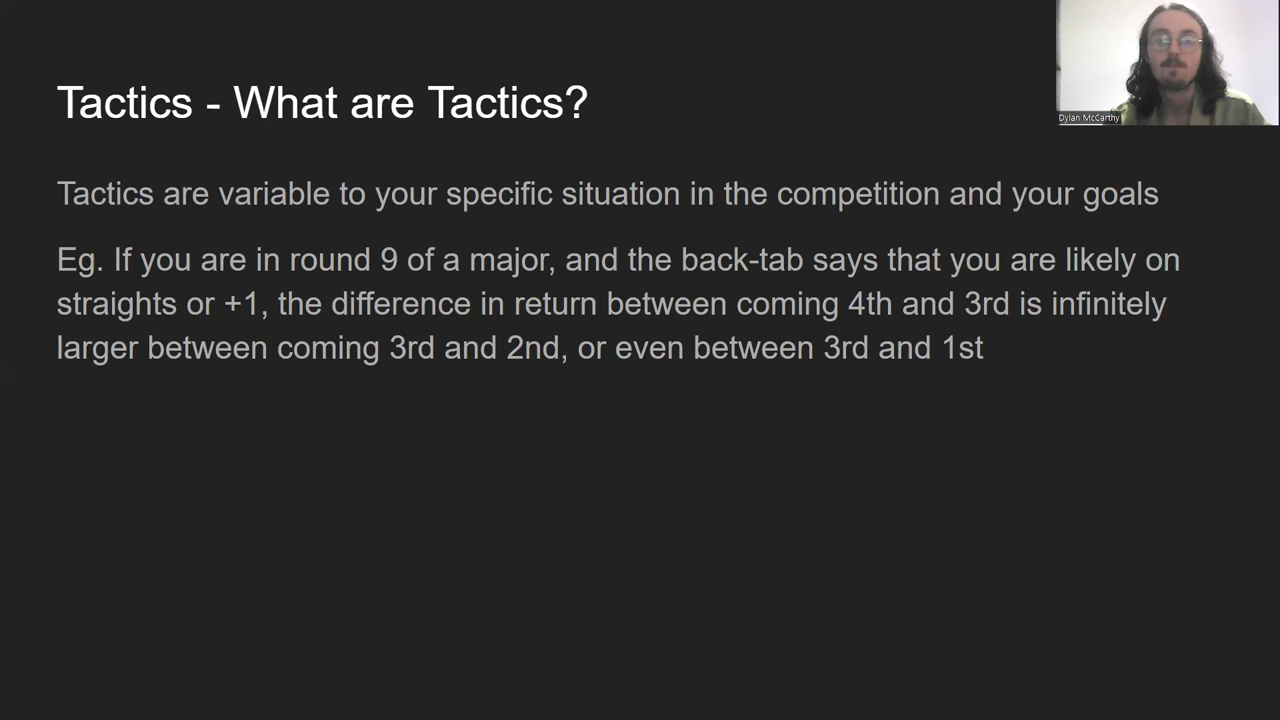 Tactics - What are Tactics?
Dylan McCarthy
Tactics are variable to your specific situation in the competition and your goals
Eg. If you are in round 9 of a major, and the back-tab says that you are likely on
straights or +1, the difference in return between coming 4th and 3rd is infinitely
larger between coming 3rd and 2nd, or even between 3rd and 1st